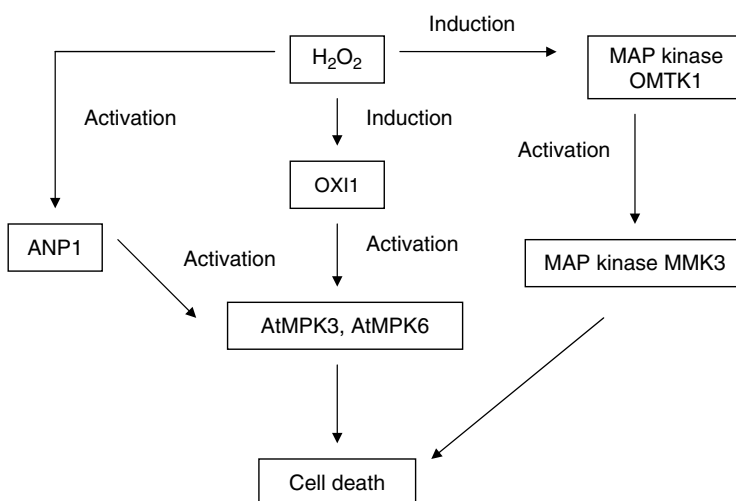 Induction
H₂O₂
MAP kinase
OMTK1
Activation
Induction
Activation
OXI1
ANP1
Activation
Activation
MAP kinase MMK3
AtMPK3, AtMPK6
Cell death